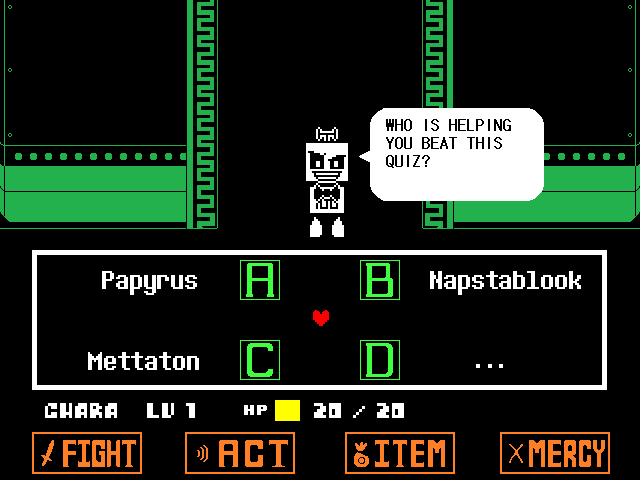 WHO IS HELPING
YOU BEAT THIS
QUIZ?
Papyrus A B Napstablook
Mettaton C D ...
CHARA LV 1 HP 20 / 20
FIGHT ACT ITEM MERCY